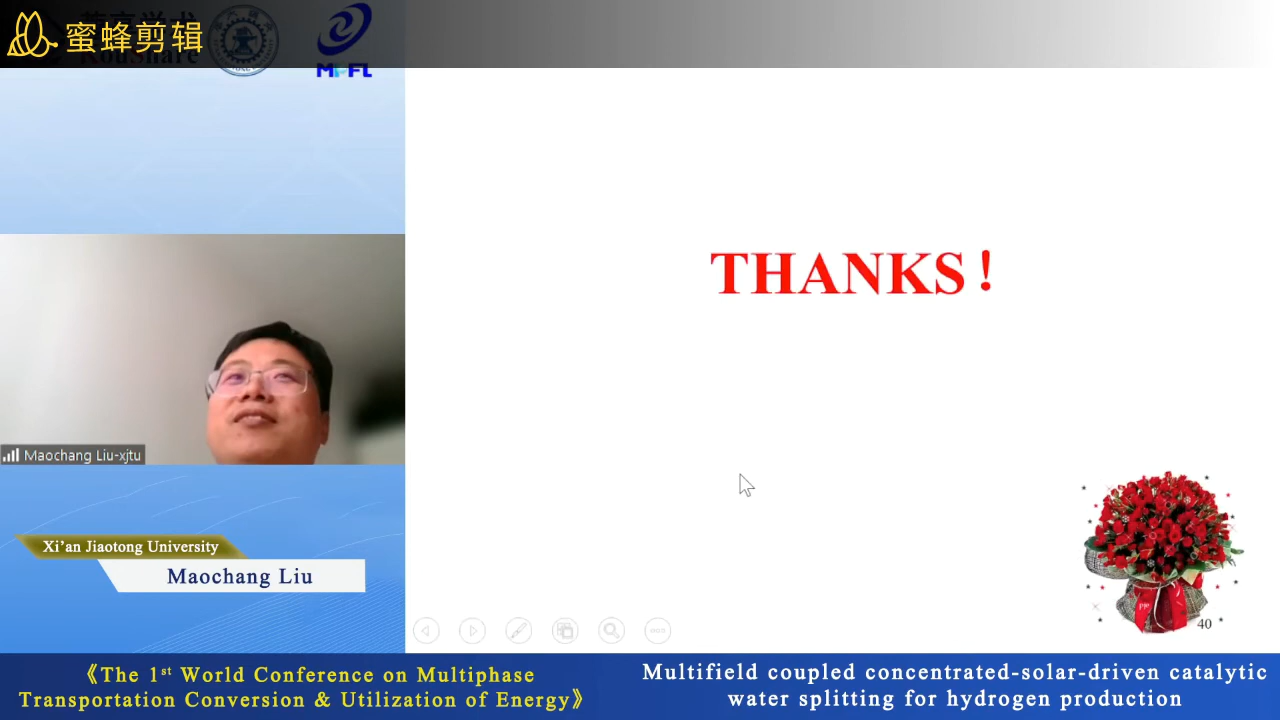 蜜蜂剪辑
KouShare
THANKS！
Maochang Liu-xjtu
Xi'an Jiaotong University
Maochang Liu
40
《The 1st World Conference on Multiphase
Transportation Conversion & Utilization of Energy》
Multifield coupled concentrated-solar-driven catalytic
water splitting for hydrogen production